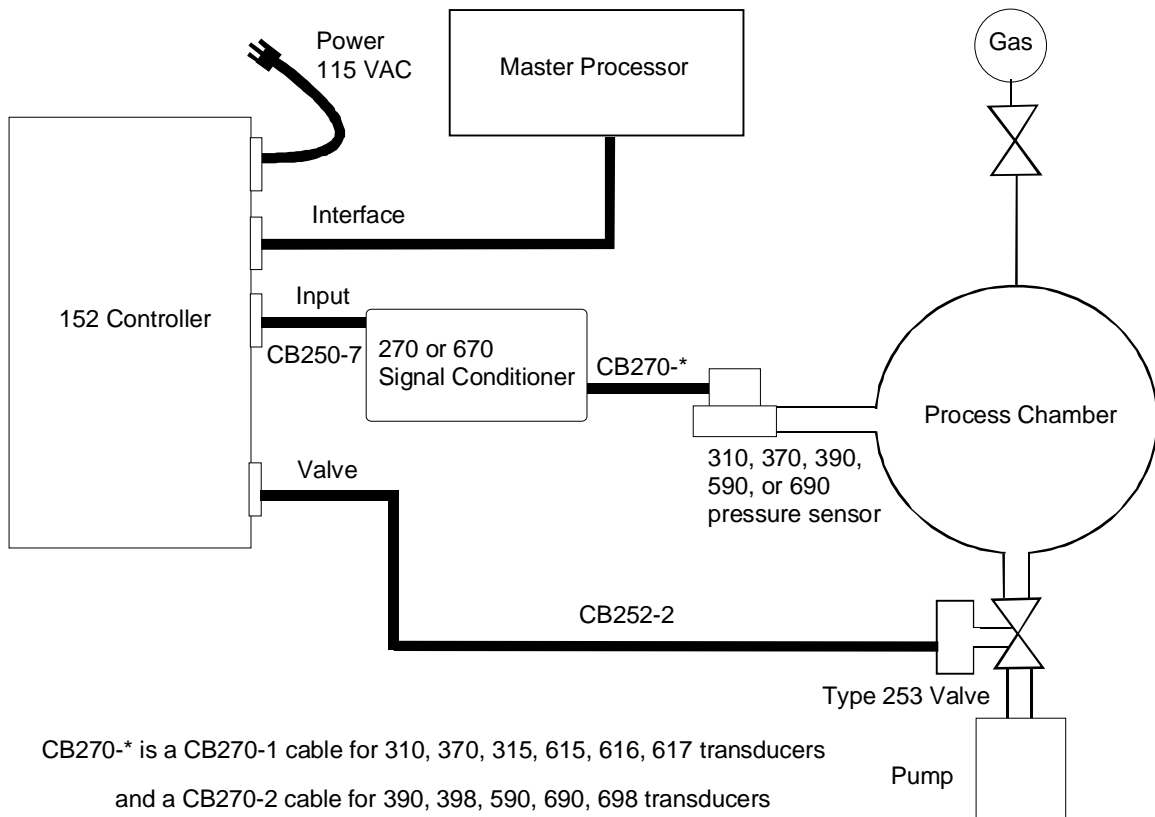 Power
115 VAC
Master Processor
Gas
Interface
152 Controller
Input
CB250-7
270 or 670
Signal Conditioner
CB270-*
310, 370, 390,
590, or 690
pressure sensor
Process Chamber
Valve
CB252-2
Type 253 Valve
Pump
CB270-* is a CB270-1 cable for 310, 370, 315, 615, 616, 617 transducers
and a CB270-2 cable for 390, 398, 590, 690, 698 transducers